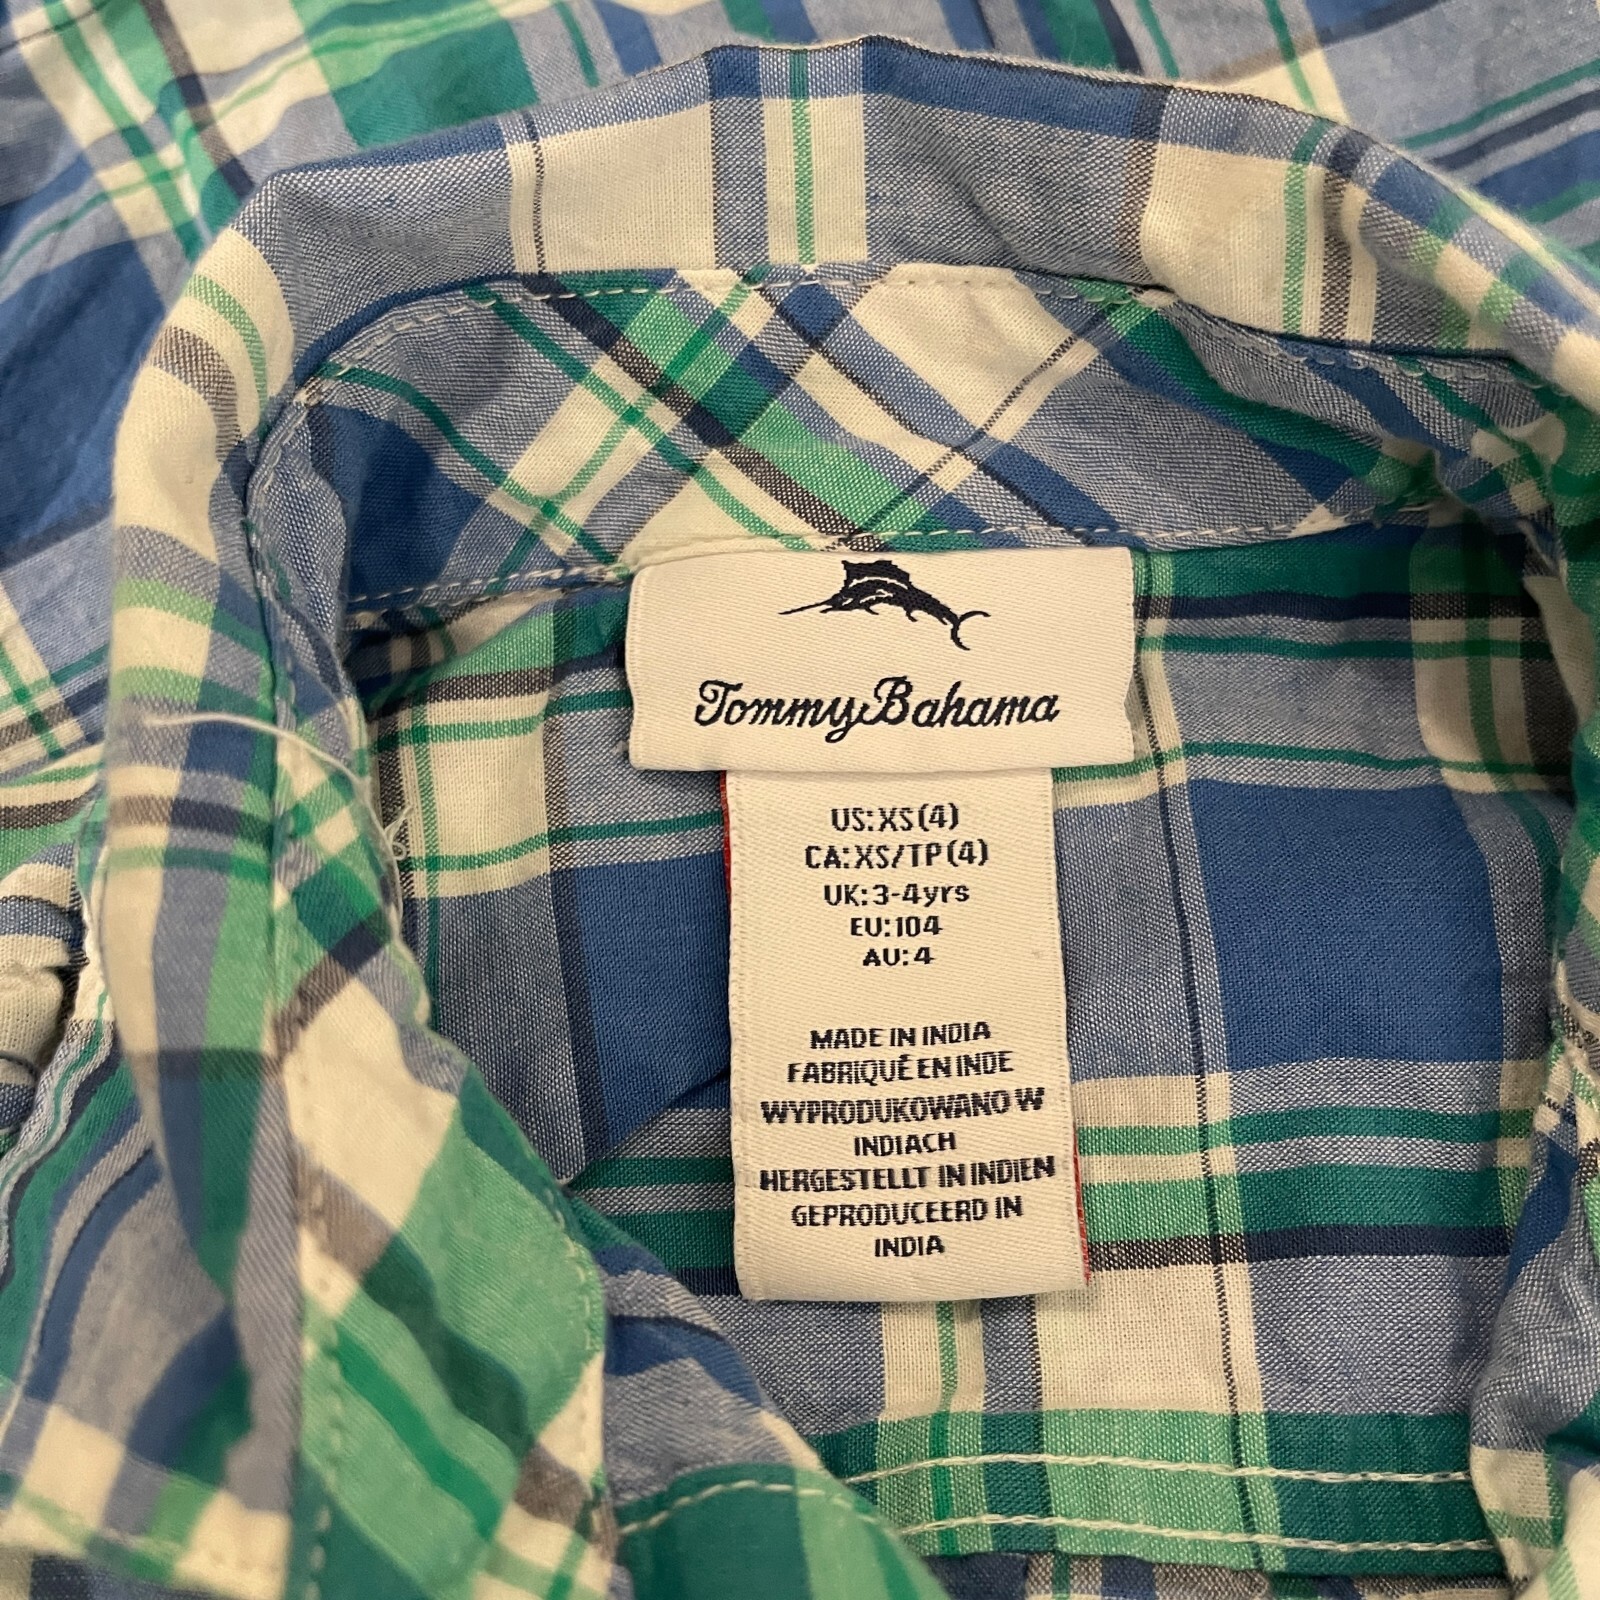 Tommy Bahama
US: XS (4)
CA: XS/TP (4)
UK: 3-4yrs
EU: 104
AU: 4
MADE IN INDIA
FABRIQUÉ EN INDE
WYPRODUKOWANO W
INDIACH
HERGESTELLT IN INDIEN
GEPRODUCEERD IN
INDIA